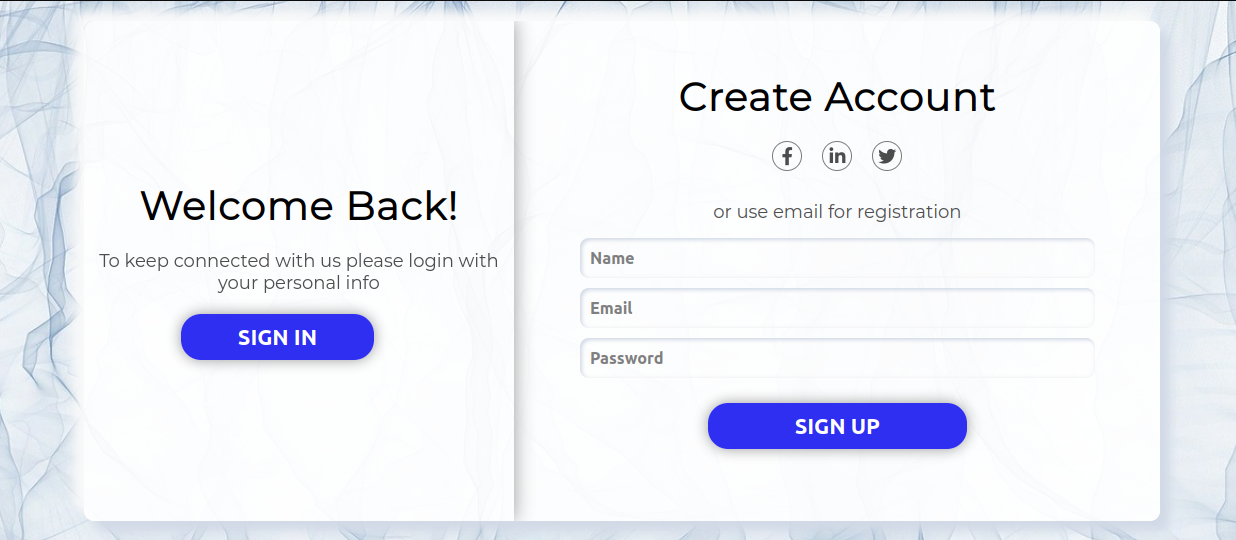 Welcome Back!
To keep connected with us please login with
your personal info
SIGN IN
Create Account
or use email for registration
Name
Email
Password
SIGN UP